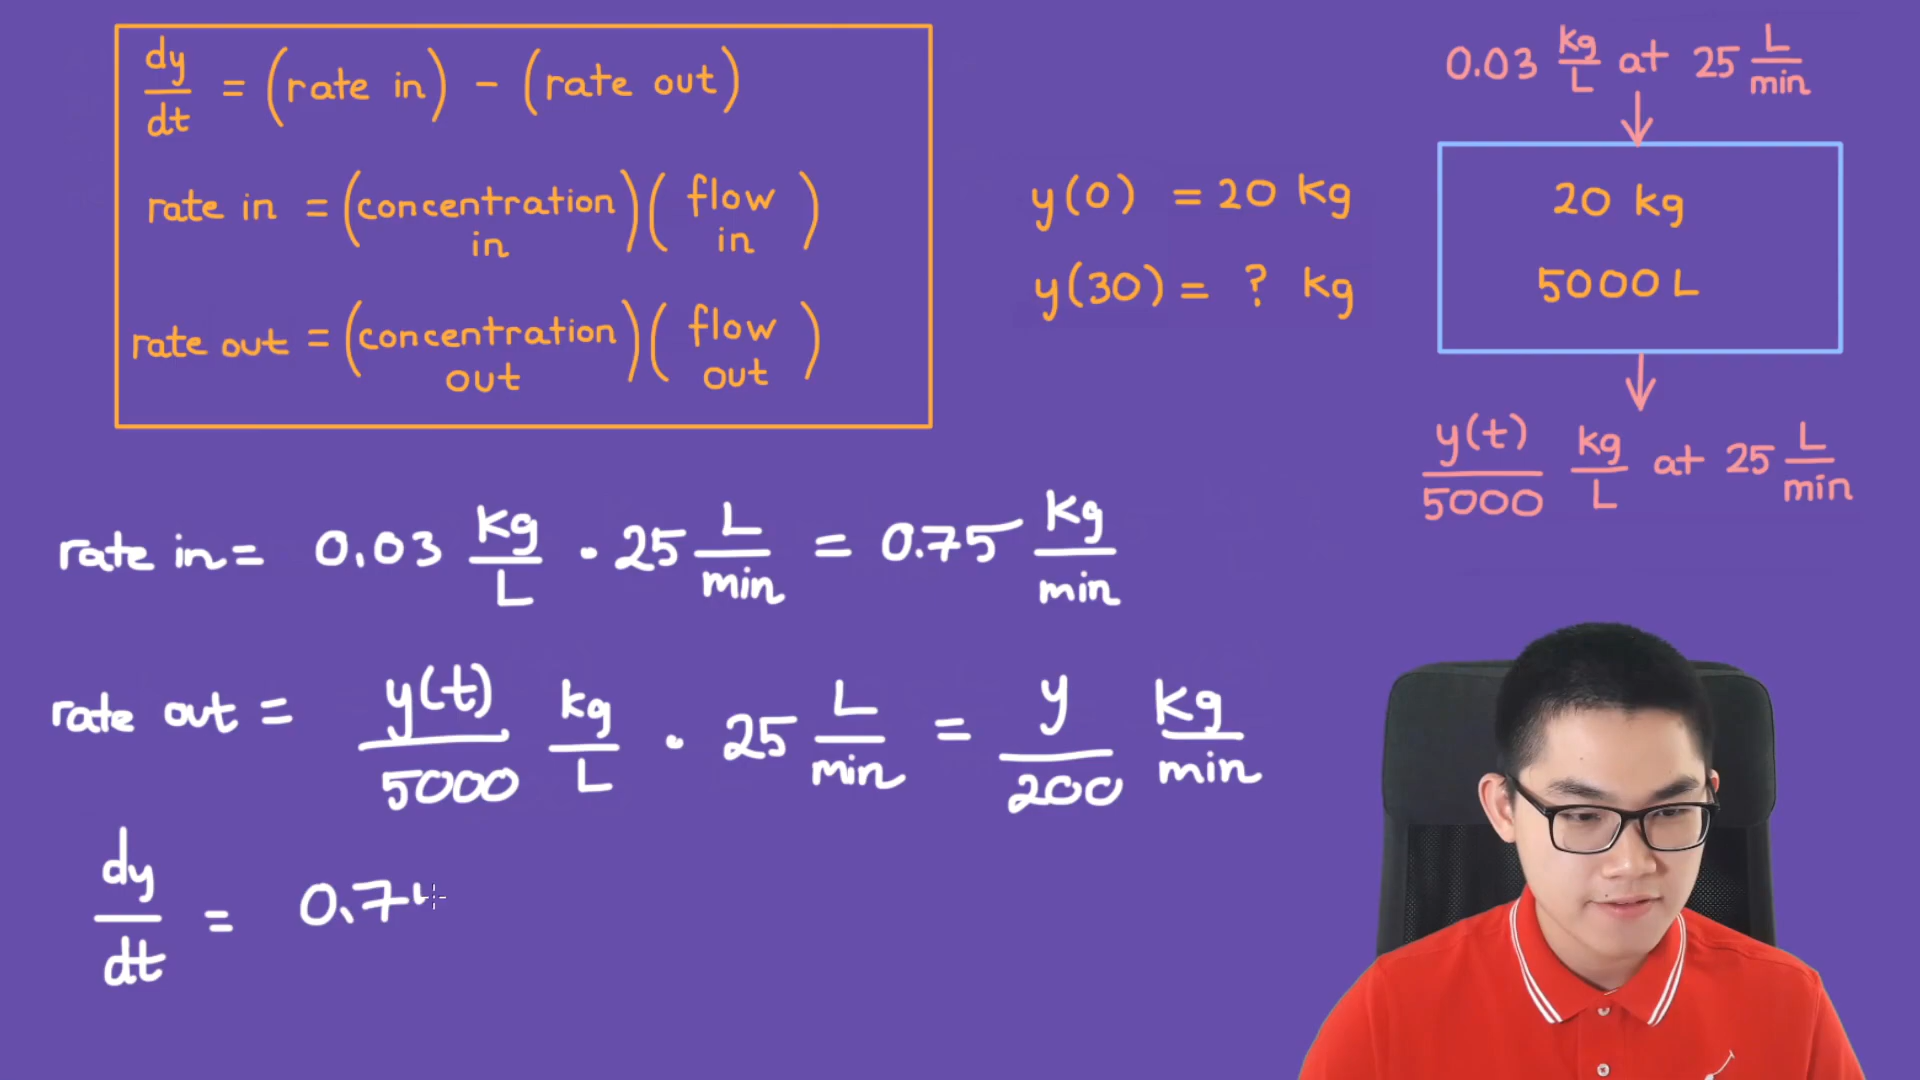 dy/dt = (rate in) - (rate out)
rate in = (concentration in)(flow in)
rate out = (concentration out)(flow out)
y(0) = 20 kg
y(30) = ? kg
0.03 kg/L at 25 L/min
20 kg
5000 L
y(t)/5000 kg/L at 25 L/min
rate in = 0.03 kg/L · 25 L/min = 0.75 kg/min
rate out = y(t)/5000 kg/L · 25 L/min = y/200 kg/min
dy/dt = 0.7